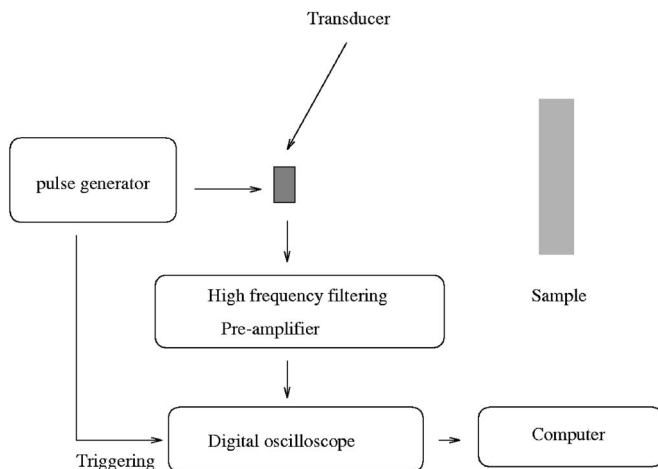 Transducer
pulse generator
High frequency filtering
Pre-amplifier
Sample
Digital oscilloscope
Computer
Triggering